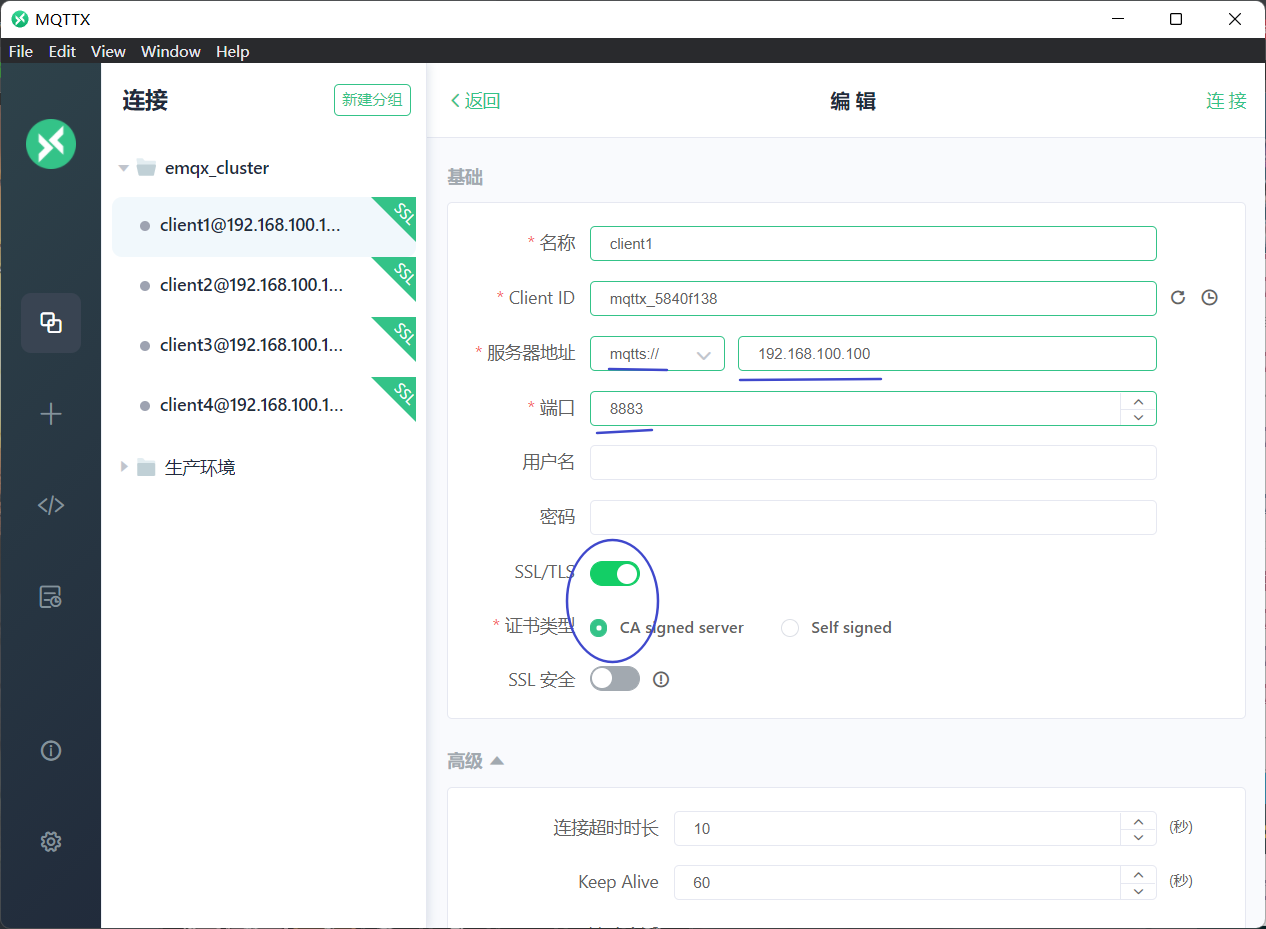 MQTTX
File Edit View Window Help
连接
新建分组
返回
编 辑
连 接
emqx_cluster
client1@192.168.100.1...
SSL
client2@192.168.100.1...
SSL
client3@192.168.100.1...
SSL
client4@192.168.100.1...
SSL
生产环境
基础
* 名称
client1
* Client ID
mqttx_5840f138
* 服务器地址
mqtts://
192.168.100.100
* 端口
8883
用户名
密码
SSL/TLS
* 证书类型
CA signed server
Self signed
SSL 安全
高级
连接超时时长
10
(秒)
Keep Alive
60
(秒)